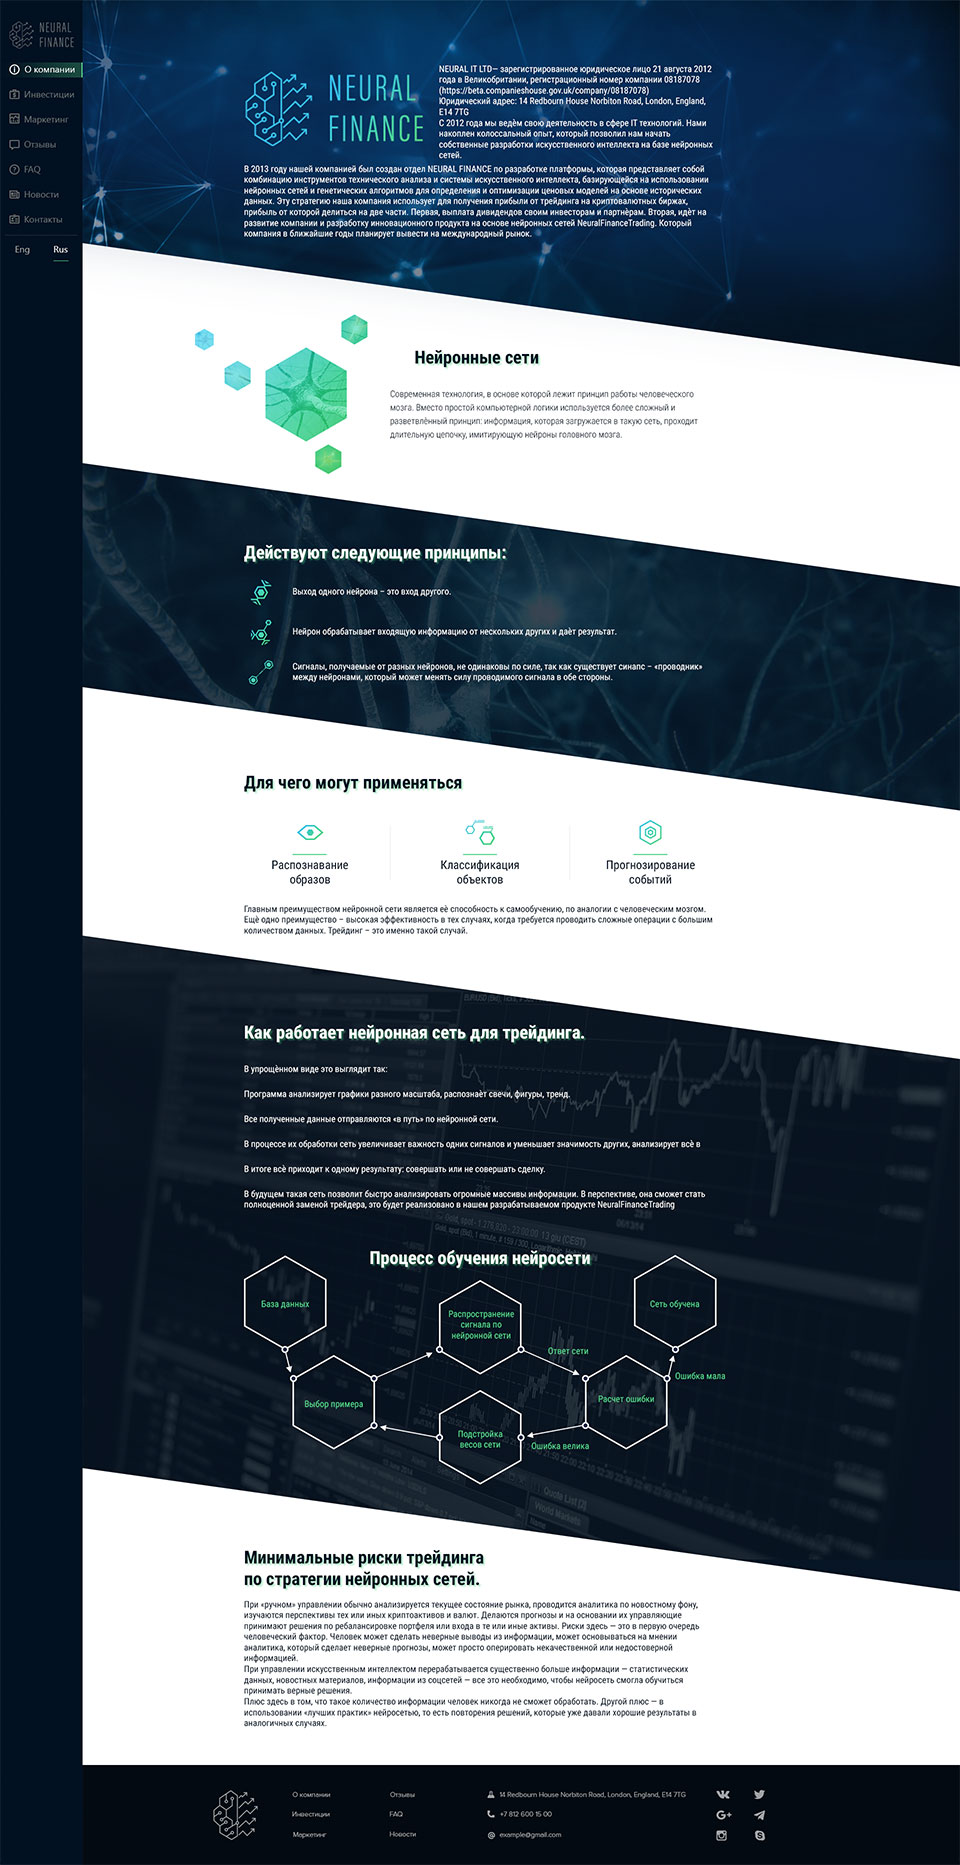 NEURAL
FINANCE
О компании
Инвестиции
Маркетинг
Отзывы
FAQ
Новости
Контакты
Eng Rus
NEURAL
FINANCE
NEURAL IT LTD— зарегистрированное юридическое лицо 21 августа 2012
года в Великобритании, регистрационный номер компании 08187078
(https://beta.companieshouse.gov.uk/company/08187078)
Юридический адрес: 14 Redbourn House Norbiton Road, London, England,
E14 7TG
С 2012 года мы ведём свою деятельность в сфере IT технологий. Нами
накоплен колоссальный опыт, который позволил нам начать
собственные разработки искусственного интеллекта на базе нейронных
сетей.
В 2013 году нашей компанией был создан отдел NEURAL FINANCE по разработке платформы, которая представляет собой
комбинацию инструментов технического анализа и системы искусственного интеллекта, базирующейся на использовании
нейронных сетей и генетических алгоритмов для определения и оптимизации ценовых моделей на основе исторических
данных. Эту стратегию наша компания использует для получения прибыли от трейдинга на криптовалютных биржах,
прибыль от которой делиться на две части. Первая, выплата дивидендов своим инвесторам и партнёрам. Вторая, идёт на
развитие компании и разработку инновационного продукта на основе нейронных сетей NeuralFinanceTrading. Который
компания в ближайшие годы планирует вывести на международный рынок.
Нейронные сети
Современная технология, в основе которой лежит принцип работы человеческого
мозга. Вместо простой компьютерной логики используется более сложный и
разветвлённый принцип: информация, которая загружается в такую сеть, проходит
длительную цепочку, имитирующую нейроны головного мозга.
Действуют следующие принципы:
Выход одного нейрона – это вход другого.
Нейрон обрабатывает входящую информацию от нескольких других и даёт результат.
Сигналы, получаемые от разных нейронов, не одинаковы по силе, так как существует синапс – «проводник»
между нейронами, который может менять силу проводимого сигнала в обе стороны.
Для чего могут применяться
Распознавание
образов
Классификация
объектов
Прогнозирование
событий
Главным преимуществом нейронной сети является её способность к самообучению, по аналогии с человеческим мозгом.
Ещё одно преимущество – высокая эффективность в тех случаях, когда требуется проводить сложные операции с большим
количеством данных. Трейдинг – это именно такой случай.
Как работает нейронная сеть для трейдинга.
В упрощённом виде это выглядит так:
Программа анализирует графики разного масштаба, распознаёт свечи, фигуры, тренд.
Все полученные данные отправляются «в путь» по нейронной сети.
В процессе их обработки сеть увеличивает важность одних сигналов и уменьшает значимость других, анализирует всё в
В итоге всё приходит к одному результату: совершать или не совершать сделку.
В будущем такая сеть позволит быстро анализировать огромные массивы информации. В перспективе, она сможет стать
полноценной заменой трейдера, это будет реализовано в нашем разрабатываемом продукте NeuralFinanceTrading
Процесс обучения нейросети
База данных
Распространение
сигнала по
нейронной сети
Сеть обучена
Ответ сети
Ошибка мала
Выбор примера
Расчет ошибки
Подстройка
весов сети
Ошибка велика
Минимальные риски трейдинга
по стратегии нейронных сетей.
При «ручном» управлении обычно анализируется текущее состояние рынка, проводится аналитика по новостному фону,
изучаются перспективы тех или иных криптоактивов и валют. Делаются прогнозы и на основании их управляющие
принимают решения по ребалансировке портфеля или входа в те или иные активы. Риски здесь — это в первую очередь
человеческий фактор. Человек может сделать неверные выводы из информации, может основываться на мнении
аналитика, который сделает неверные прогнозы, может просто оперировать некачественной или недостоверной
информацией.
При управлении искусственным интеллектом перерабатывается существенно больше информации — статистических
данных, новостных материалов, информации из соцсетей — все это необходимо, чтобы нейросеть смогла обучиться
принимать верные решения.
Плюс здесь в том, что такое количество информации человек никогда не сможет обработать. Другой плюс — в
использовании «лучших практик» нейросетью, то есть повторения решений, которые уже давали хорошие результаты в
аналогичных случаях.
О компании
Инвестиции
Маркетинг
Отзывы
FAQ
Новости
14 Redbourn House Norbiton Road, London, England, E14 7TG
+7 812 600 15 00
example@gmail.com